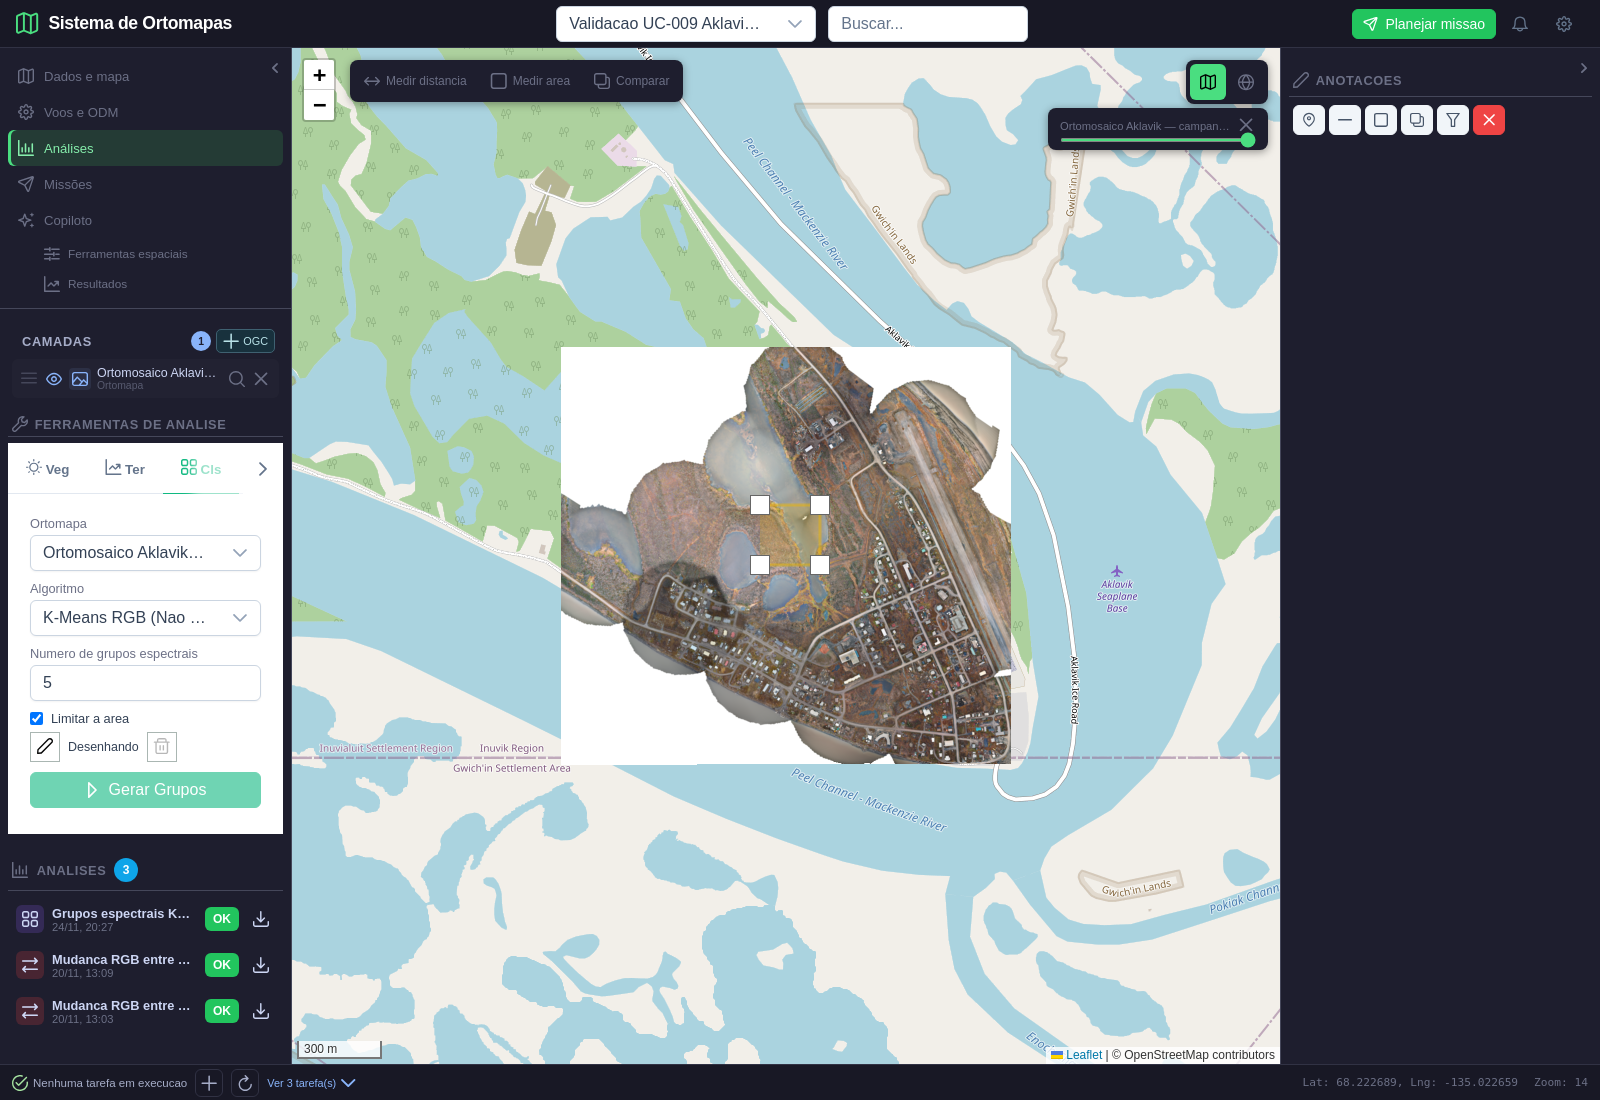 Sistema de Ortomapas
Validacao UC-009 Aklavi…
Buscar...
Planejar missao
Dados e mapa
Voos e ODM
Análises
Missões
Copiloto
Ferramentas espaciais
Resultados
CAMADAS
1
OGC
Ortomosaico Aklavi…
Ortomapa
FERRAMENTAS DE ANALISE
Veg
Ter
Cls
Ortomapa
Ortomosaico Aklavik…
Algoritmo
K-Means RGB (Nao …
Numero de grupos espectrais
5
Limitar a area
Desenhando
Gerar Grupos
ANALISES
3
Grupos espectrais K…
24/11, 20:27
OK
Mudanca RGB entre …
20/11, 13:09
OK
Mudanca RGB entre …
20/11, 13:03
OK
+
−
Medir distancia
Medir area
Comparar
Ortomosaico Aklavik — campan…
Peel Channel - Mackenzie River
Gwich'in Lands
Gwich'in Lands
Aklavik
Aklavik
Seaplane
Base
Aklavik Ice Road
Inuvialuit Settlement Region
Inuvik Region
Gwich'in Settlement Area
Peel Channel - Mackenzie River
Gwich'in Lands
Pokiak Chann
Enoc
300 m
Leaflet | © OpenStreetMap contributors
ANOTACOES
Nenhuma tarefa em execucao
Ver 3 tarefa(s)
Lat: 68.222689, Lng: -135.022659
Zoom: 14